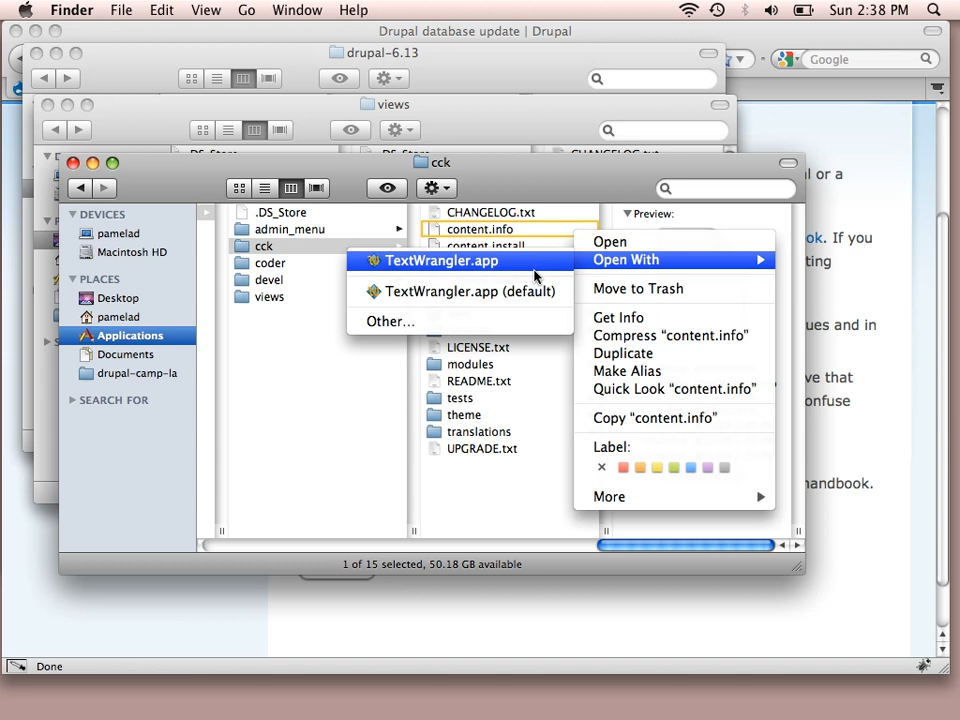 Finder File Edit View Go Window Help Sun 2:38 PM
Drupal database update | Drupal
drupal-6.13
Google
views
cck
al or a
DEVICES
pamelad
Macintosh HD
PLACES
Desktop
pamelad
Applications
Documents
drupal-camp-la
SEARCH FOR
.DS_Store
admin_menu
cck
coder
devel
views
CHANGELOG.txt
content.info
content.install
LICENSE.txt
modules
README.txt
tests
theme
translations
UPGRADE.txt
Preview:
TextWrangler.app
TextWrangler.app (default)
Other...
Open
Open With
Move to Trash
Get Info
Compress “content.info”
Duplicate
Make Alias
Quick Look “content.info”
Copy “content.info”
Label:
More
ok. If you
ting
ues and in
ve that
onfuse
handbook.
1 of 15 selected, 50.18 GB available
Done